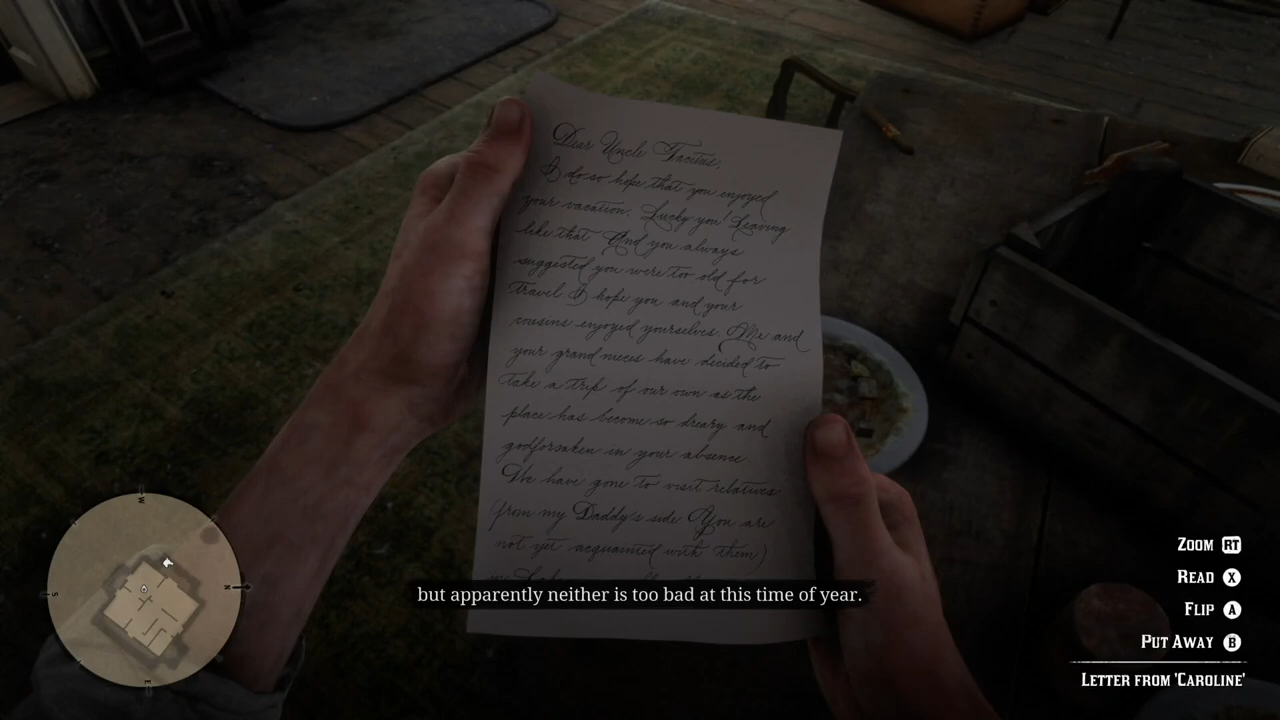 Dear Uncle Tacitus,
I do so hope that you enjoyed
your vacation. Lucky you! Leaving
like that. And you always
suggested you were too old for
travel. I hope you and your
cousins enjoyed yourselves. Me and
your grand nieces have decided to
take a trip of our own as the
place has become so dreary and
godforsaken in your absence.
We have gone to visit relatives
(from my Daddy's side. You are
not yet acquainted with them)
but apparently neither is too bad at this time of year.
ZOOM RT
READ X
FLIP A
PUT AWAY B
LETTER FROM 'CAROLINE'
W
N
S
E